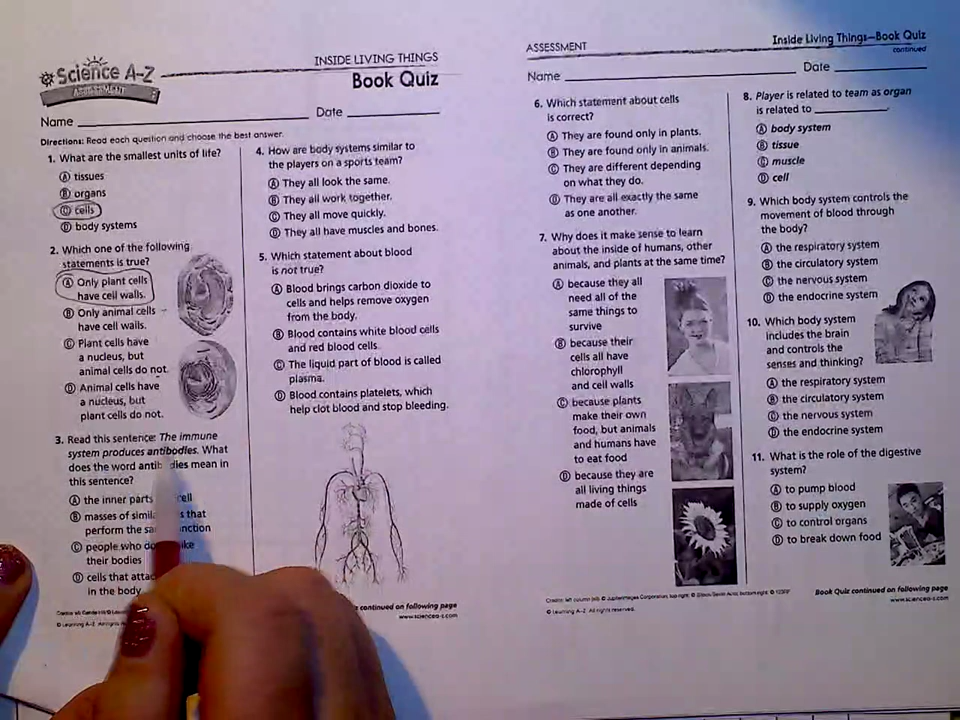 Science A-Z
ASSESSMENT
INSIDE LIVING THINGS
Book Quiz
Name
Date
Directions: Read each question and choose the best answer.
1. What are the smallest units of life?
A tissues
B organs
C cells
D body systems
2. Which one of the following
statements is true?
A Only plant cells
have cell walls.
B Only animal cells
have cell walls.
C Plant cells have
a nucleus, but
animal cells do not.
D Animal cells have
a nucleus, but
plant cells do not.
3. Read this sentence: The immune
system produces antibodies. What
does the word antibodies mean in
this sentence?
A the inner parts cell
B masses of that
perform the
C people who
their bodies
D cells that
in the body
4. How are body systems similar to
the players on a sports team?
A They all look the same.
B They all work together.
C They all move quickly.
D They all have muscles and bones.
5. Which statement about blood
is not true?
A Blood brings carbon dioxide to
cells and helps remove oxygen
from the body.
B Blood contains white blood cells
and red blood cells.
C The liquid part of blood is called
plasma.
D Blood contains platelets, which
help clot blood and stop bleeding.
continued on following page
www.sciencea-z.com
© Learning A–Z All rights
ASSESSMENT
Inside Living Things—Book Quiz
continued
Name
Date
6. Which statement about cells
is correct?
A They are found only in plants.
B They are found only in animals.
C They are different depending
on what they do.
D They are all exactly the same
as one another.
7. Why does it make sense to learn
about the inside of humans, other
animals, and plants at the same time?
A because they all
need all of the
same things to
survive
B because their
cells all have
chlorophyll
and cell walls
C because plants
make their own
food, but animals
and humans have
to eat food
D because they are
all living things
made of cells
8. Player is related to team as organ
is related to
A body system
B tissue
C muscle
D cell
9. Which body system controls the
movement of blood through
the body?
A the respiratory system
B the circulatory system
C the nervous system
D the endocrine system
10. Which body system
includes the brain
and controls the
senses and thinking?
A the respiratory system
B the circulatory system
C the nervous system
D the endocrine system
11. What is the role of the digestive
system?
A to pump blood
B to supply oxygen
C to control organs
D to break down food
© Learning A–Z All rights reserved.
Book Quiz continued on following page
www.sciencea-z.com